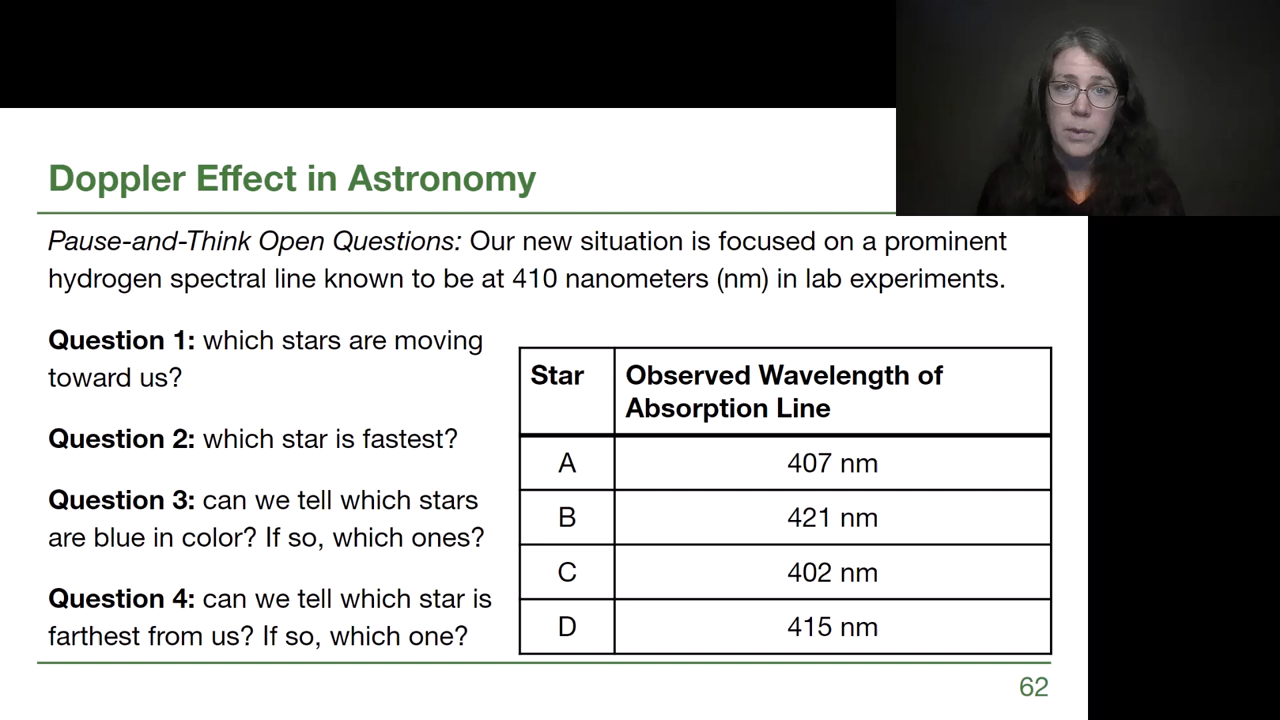 Doppler Effect in Astronomy
Pause-and-Think Open Questions: Our new situation is focused on a prominent
hydrogen spectral line known to be at 410 nanometers (nm) in lab experiments.
Question 1: which stars are moving
toward us?
Question 2: which star is fastest?
Question 3: can we tell which stars
are blue in color? If so, which ones?
Question 4: can we tell which star is
farthest from us? If so, which one?
Star
Observed Wavelength of
Absorption Line
A
407 nm
B
421 nm
C
402 nm
D
415 nm
62